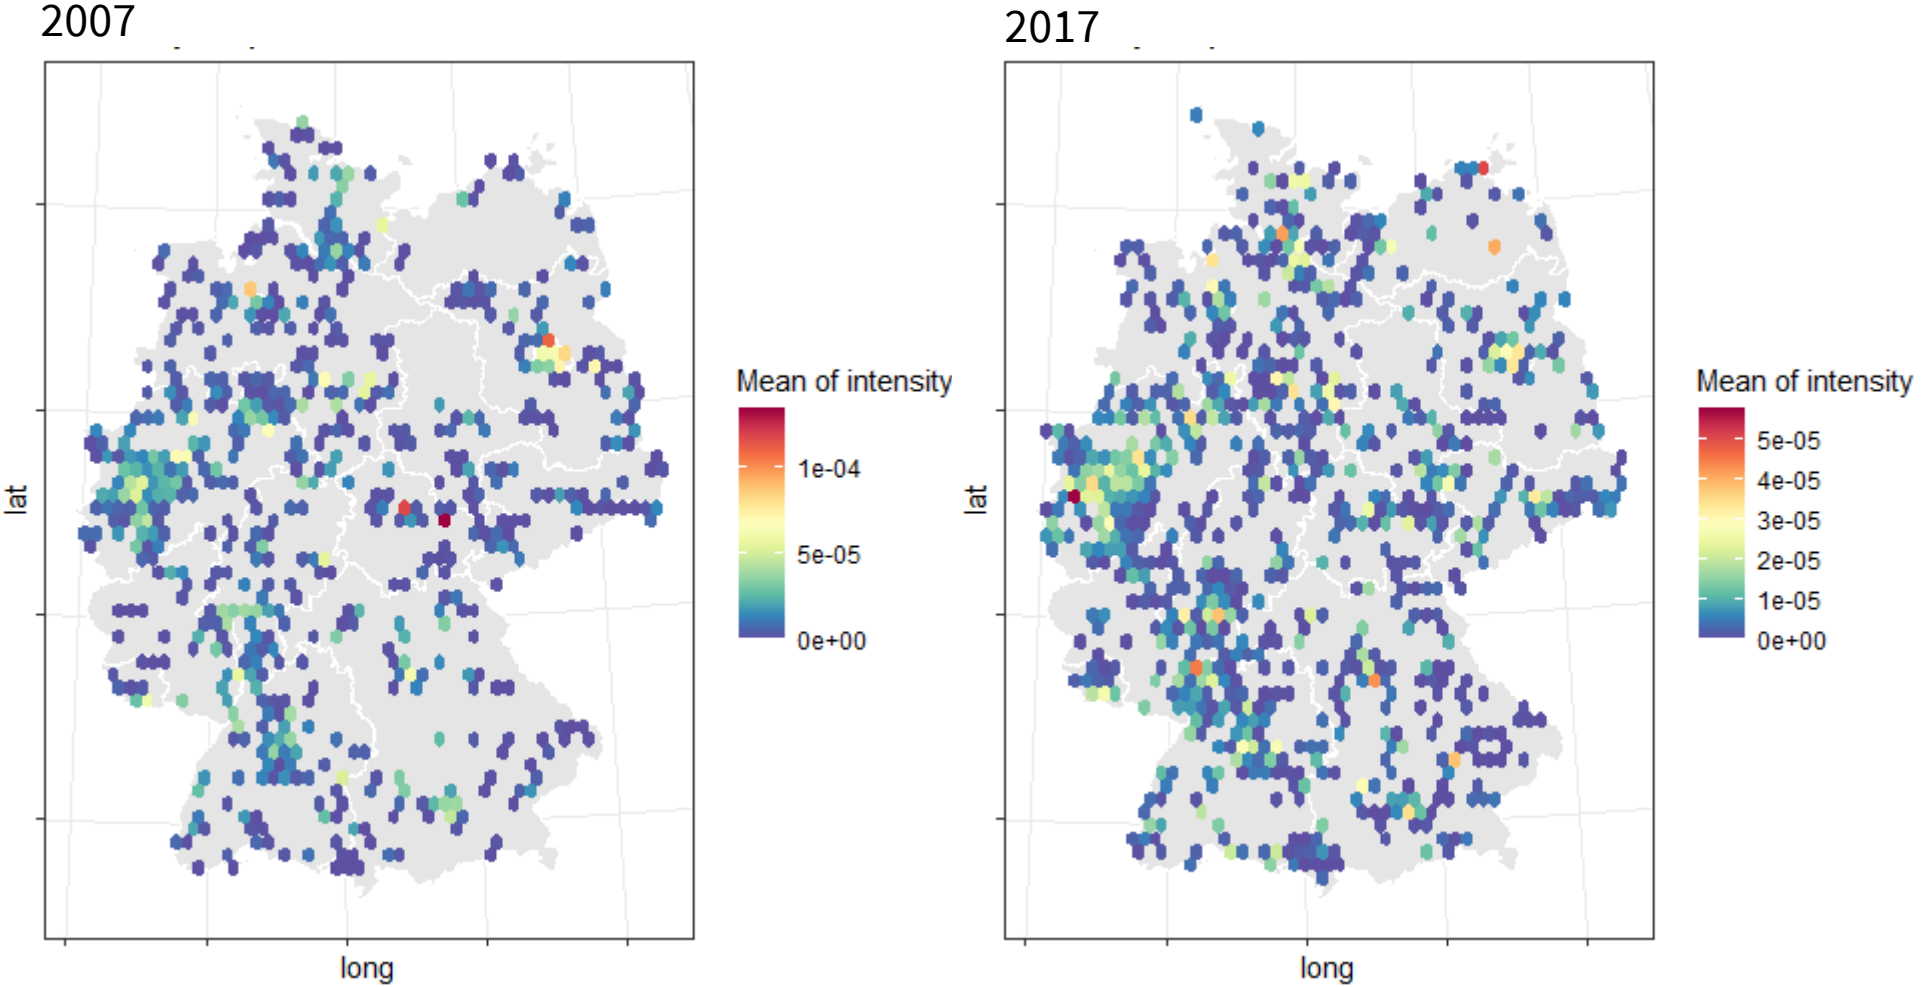 2007
2017
Mean of intensity
1e-04
5e-05
0e+00
lat
long
Mean of intensity
5e-05
4e-05
3e-05
2e-05
1e-05
0e+00
lat
long